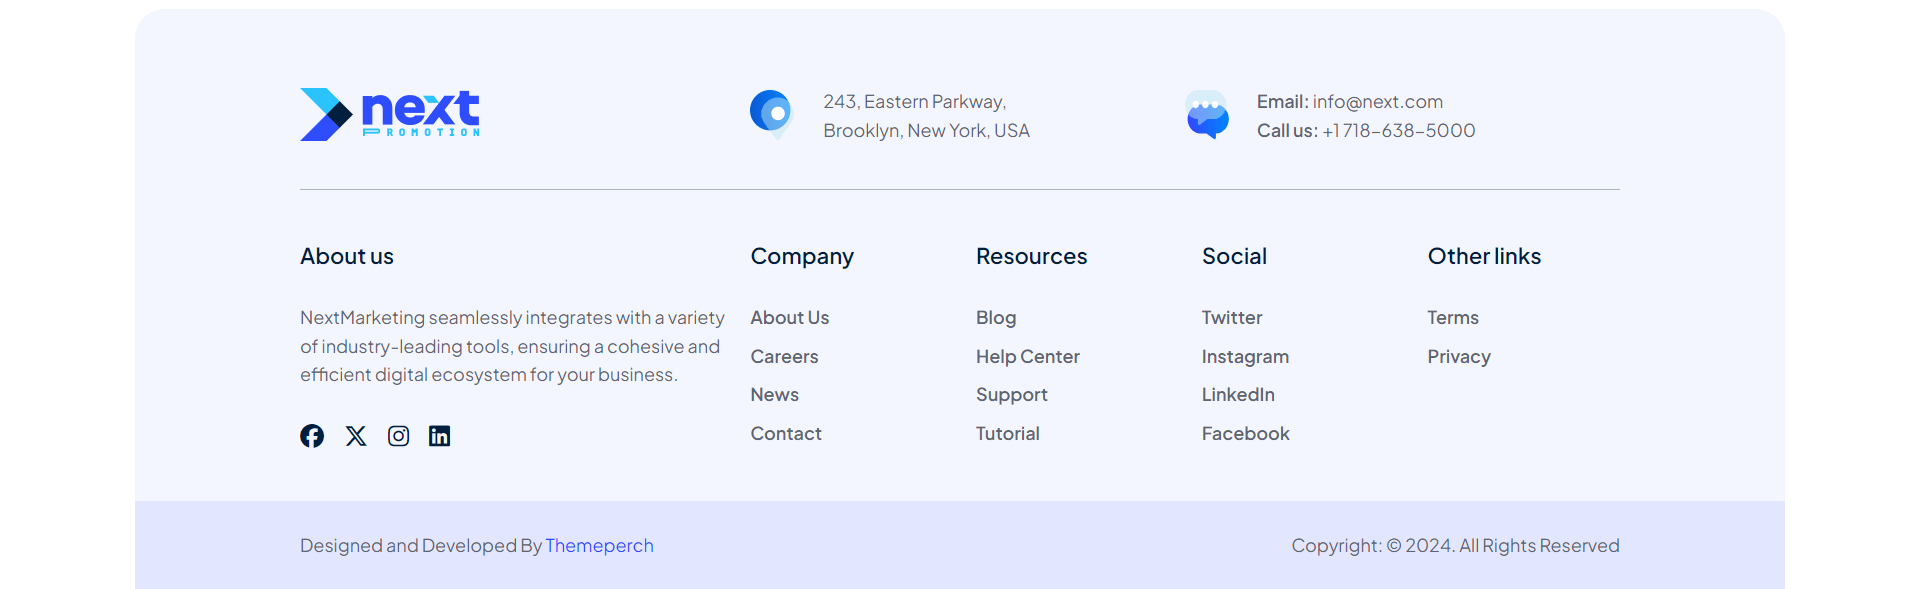 next
PROMOTION
243, Eastern Parkway,
Brooklyn, New York, USA
Email: info@next.com
Call us: +1 718-638-5000
About us
NextMarketing seamlessly integrates with a variety
of industry-leading tools, ensuring a cohesive and
efficient digital ecosystem for your business.
Company
About Us
Careers
News
Contact
Resources
Blog
Help Center
Support
Tutorial
Social
Twitter
Instagram
LinkedIn
Facebook
Other links
Terms
Privacy
Designed and Developed By Themeperch
Copyright: © 2024. All Rights Reserved